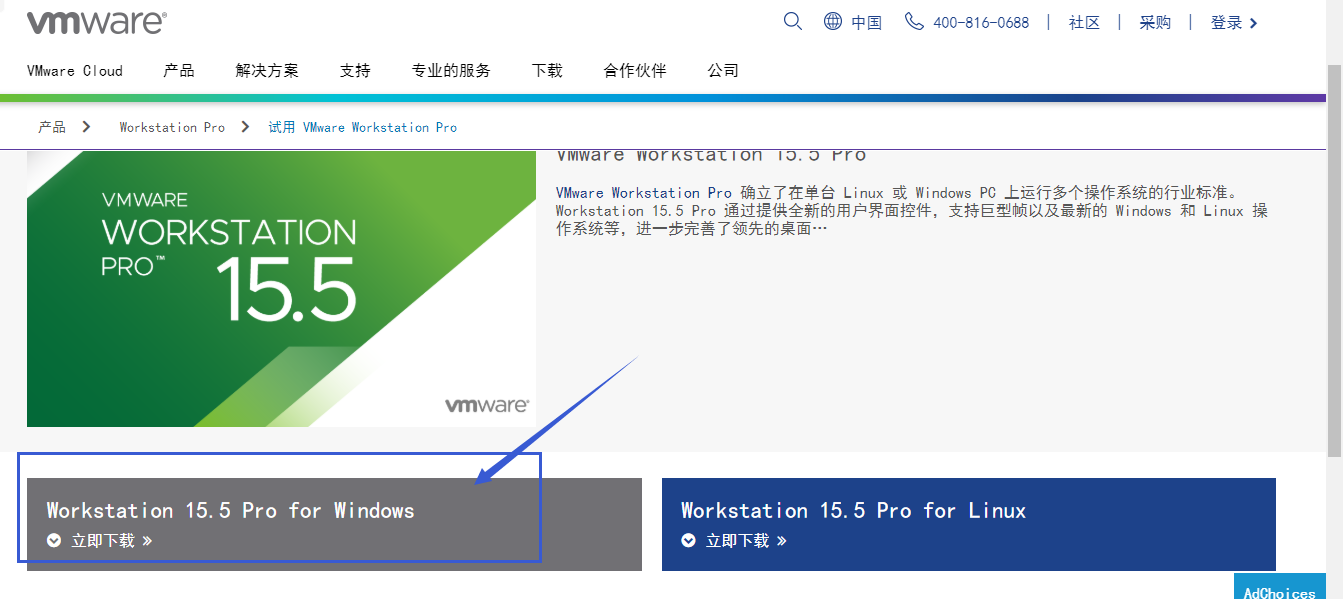 vmware®
中国
400-816-0688
社区
采购
登录
VMware Cloud
产品
解决方案
支持
专业的服务
下载
合作伙伴
公司
产品
Workstation Pro
试用 VMware Workstation Pro
VMWARE
WORKSTATION
PRO™
15.5
vmware®
VMware Workstation 15.5 Pro
VMware Workstation Pro 确立了在单台 Linux 或 Windows PC 上运行多个操作系统的行业标准。
Workstation 15.5 Pro 通过提供全新的用户界面控件，支持巨型帧以及最新的 Windows 和 Linux 操
作系统等，进一步完善了领先的桌面…
Workstation 15.5 Pro for Windows
立即下载 »
Workstation 15.5 Pro for Linux
立即下载 »
AdChoices